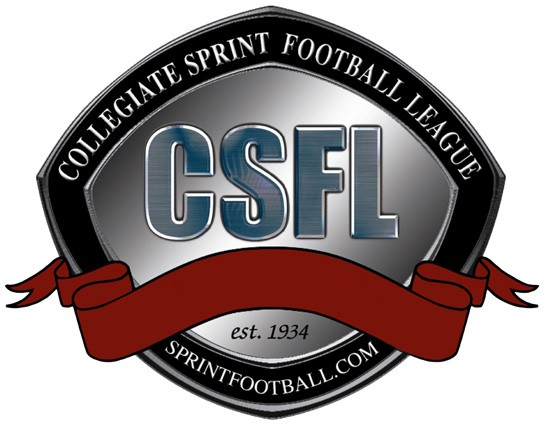 COLLEGIATE SPRINT FOOTBALL LEAGUE
CSFL
est. 1934
SPRINTFOOTBALL.COM